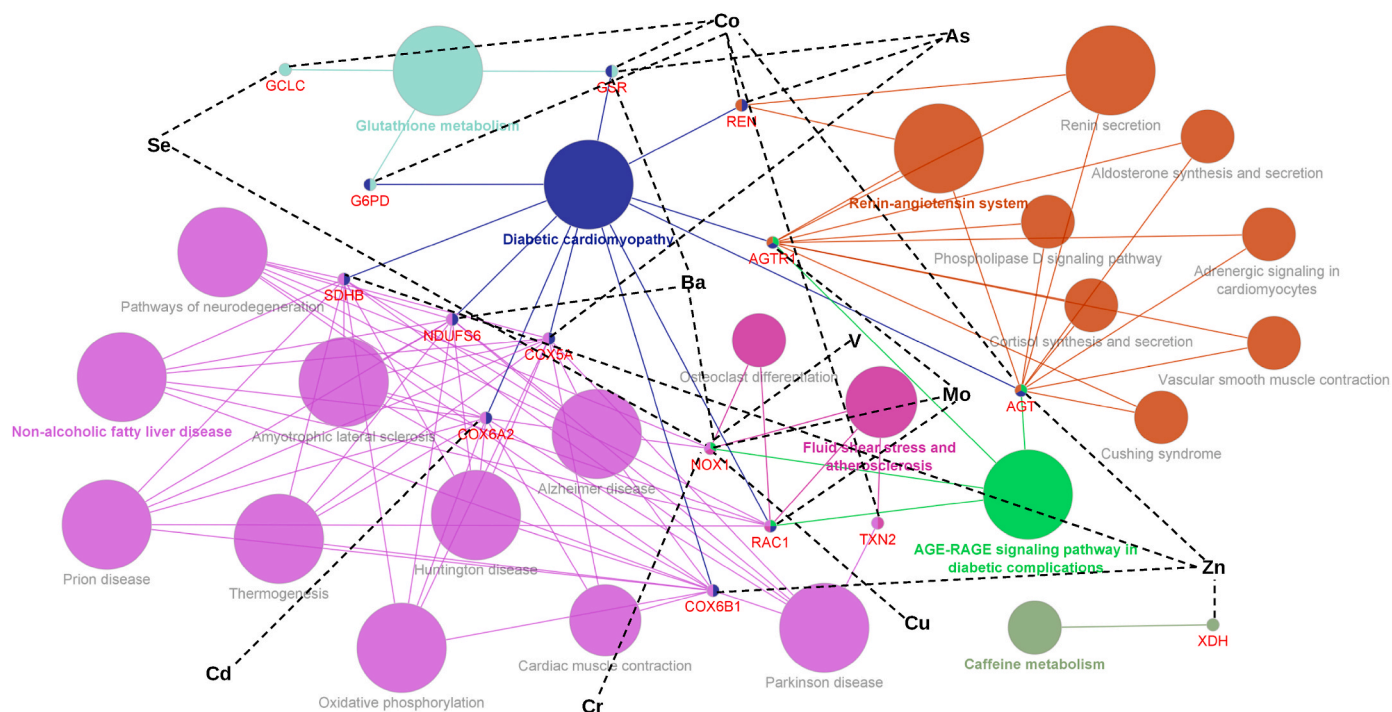 Co
As
GCLC
GSR
REN
Glutathione metabolism
Renin secretion
Se
Aldosterone synthesis and secretion
G6PD
Renin-angiotensin system
Diabetic cardiomyopathy
AGTR1
Phospholipase D signaling pathway
Adrenergic signaling in
cardiomyocytes
Pathways of neurodegeneration
SDHB
Ba
NDUFS6
COX5A
V
Osteoclast differentiation
Cortisol synthesis and secretion
Vascular smooth muscle contraction
Mo
AGT
Non-alcoholic fatty liver disease
Amyotrophic lateral sclerosis
COX6A2
Fluid shear stress and
atherosclerosis
NOX1
Cushing syndrome
Alzheimer disease
RAC1
TXN2
AGE-RAGE signaling pathway in
diabetic complications
Prion disease
Thermogenesis
Huntington disease
Zn
COX6B1
Cu
XDH
Cardiac muscle contraction
Caffeine metabolism
Cd
Parkinson disease
Oxidative phosphorylation
Cr